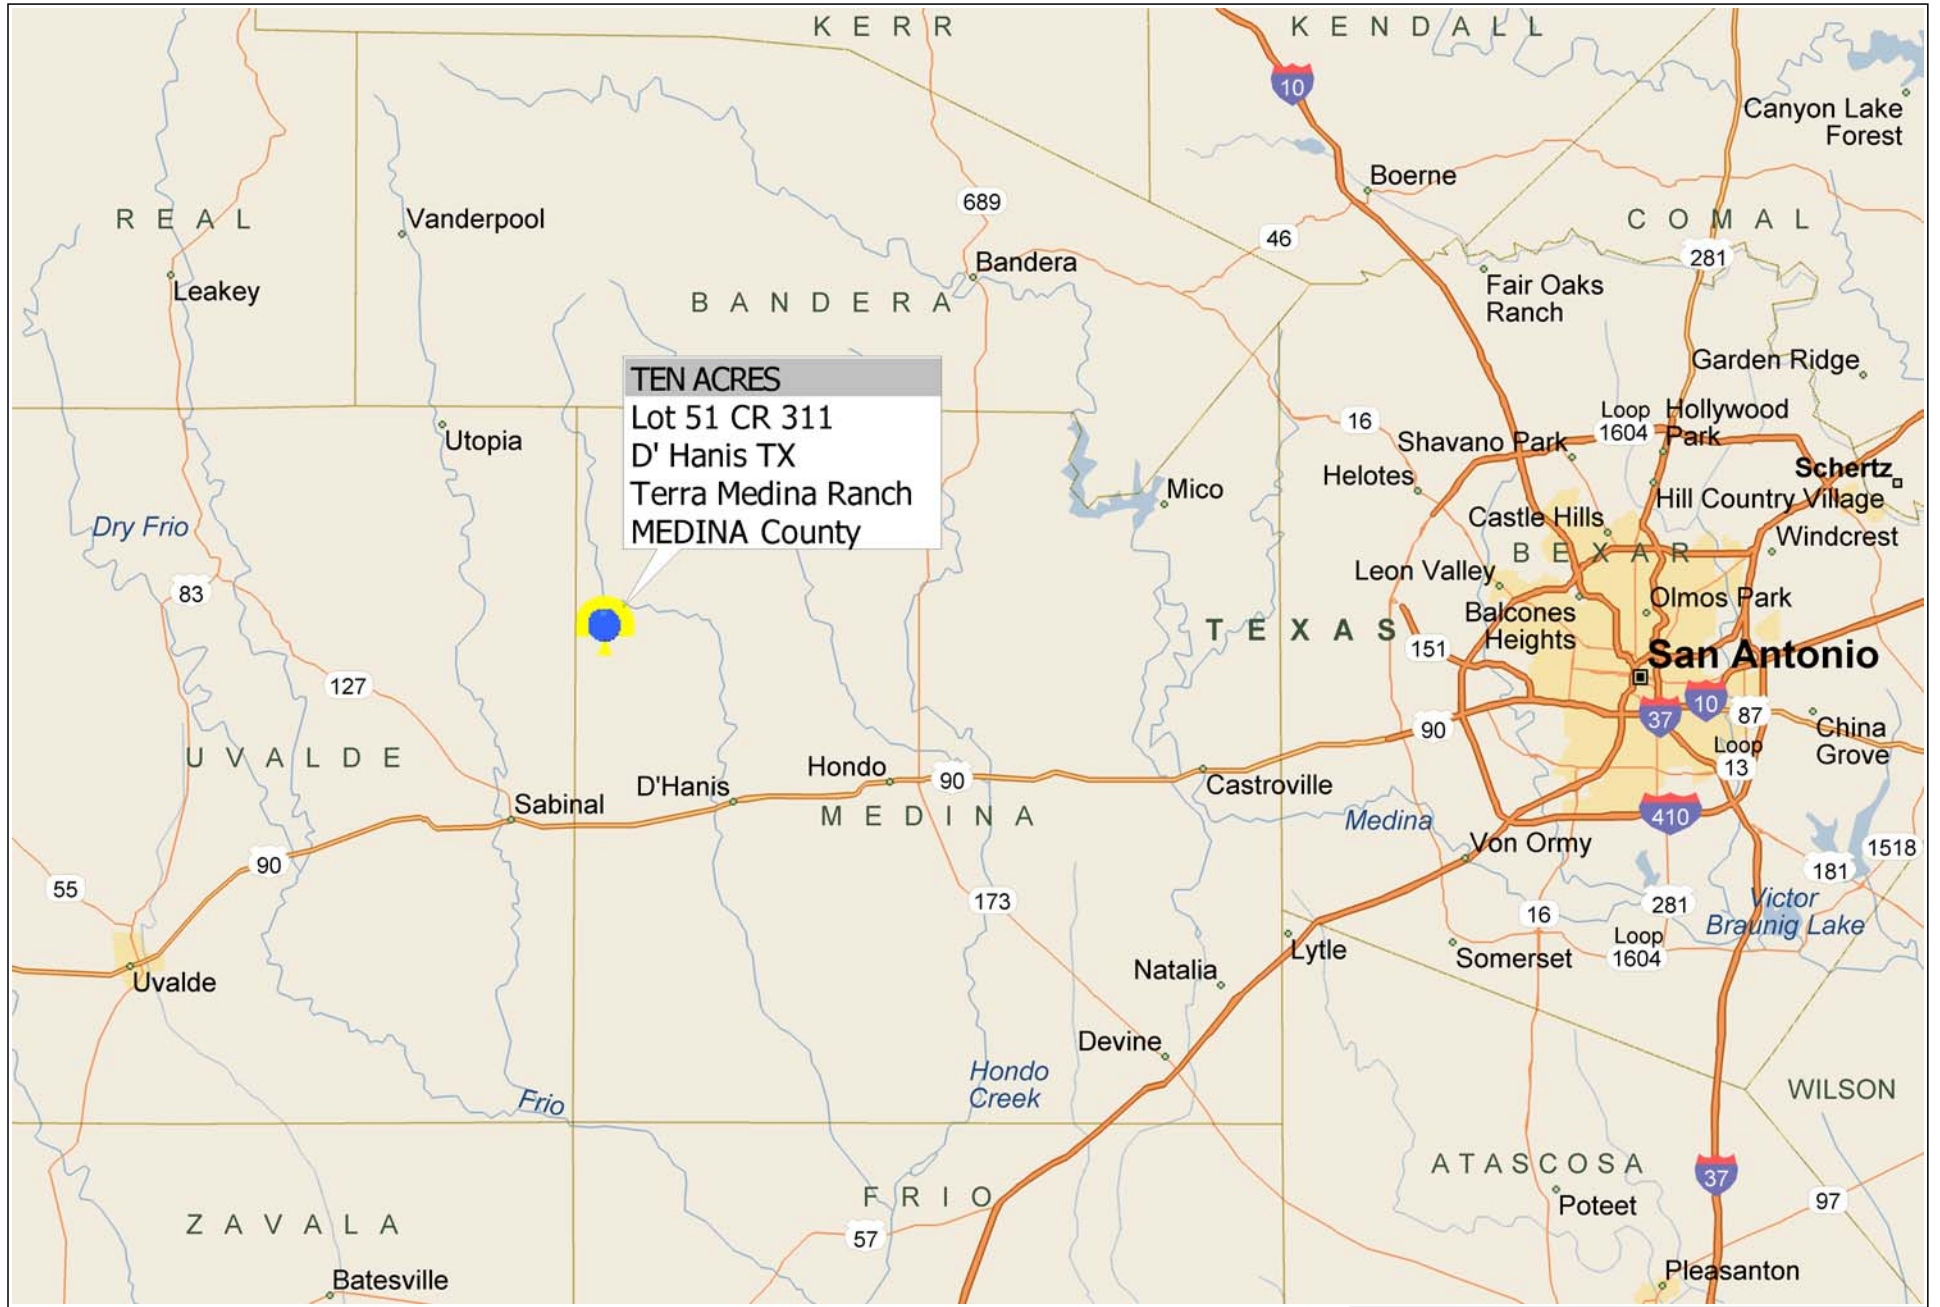 KERR
KENDALL
10
Canyon Lake
Forest
Boerne
REAL
Vanderpool
689
46
COMAL
281
Bandera
Leakey
BANDERA
Fair Oaks
Ranch
Garden Ridge
TEN ACRES
Lot 51 CR 311
D' Hanis TX
Terra Medina Ranch
MEDINA County
Utopia
16
Loop
1604
Hollywood
Park
Shavano Park
Helotes
Schertz
Mico
Hill Country Village
Castle Hills
Dry Frio
BEXAR
Windcrest
Leon Valley
83
Olmos Park
Balcones
Heights
TEXAS
151
San Antonio
127
10
37
87
90
China
Grove
UVALDE
Loop
13
Hondo
90
D'Hanis
Castroville
Sabinal
MEDINA
Medina
410
Von Ormy
1518
90
181
55
173
16
281
Victor
Braunig Lake
Lytle
Loop
1604
Somerset
Natalia
Uvalde
Devine
Hondo
Creek
Frio
WILSON
ATASCOSA
37
FRIO
Poteet
97
ZAVALA
57
Batesville
Pleasanton